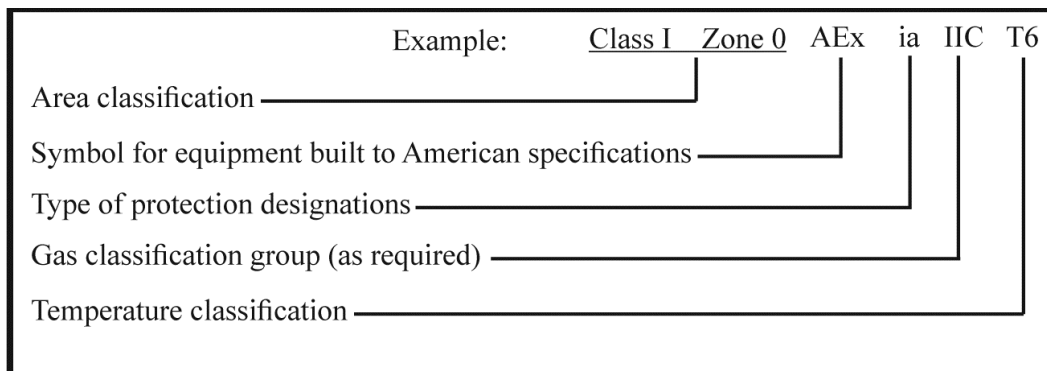 Example: Class I Zone 0 AEx ia IIC T6
Area classification
Symbol for equipment built to American specifications
Type of protection designations
Gas classification group (as required)
Temperature classification